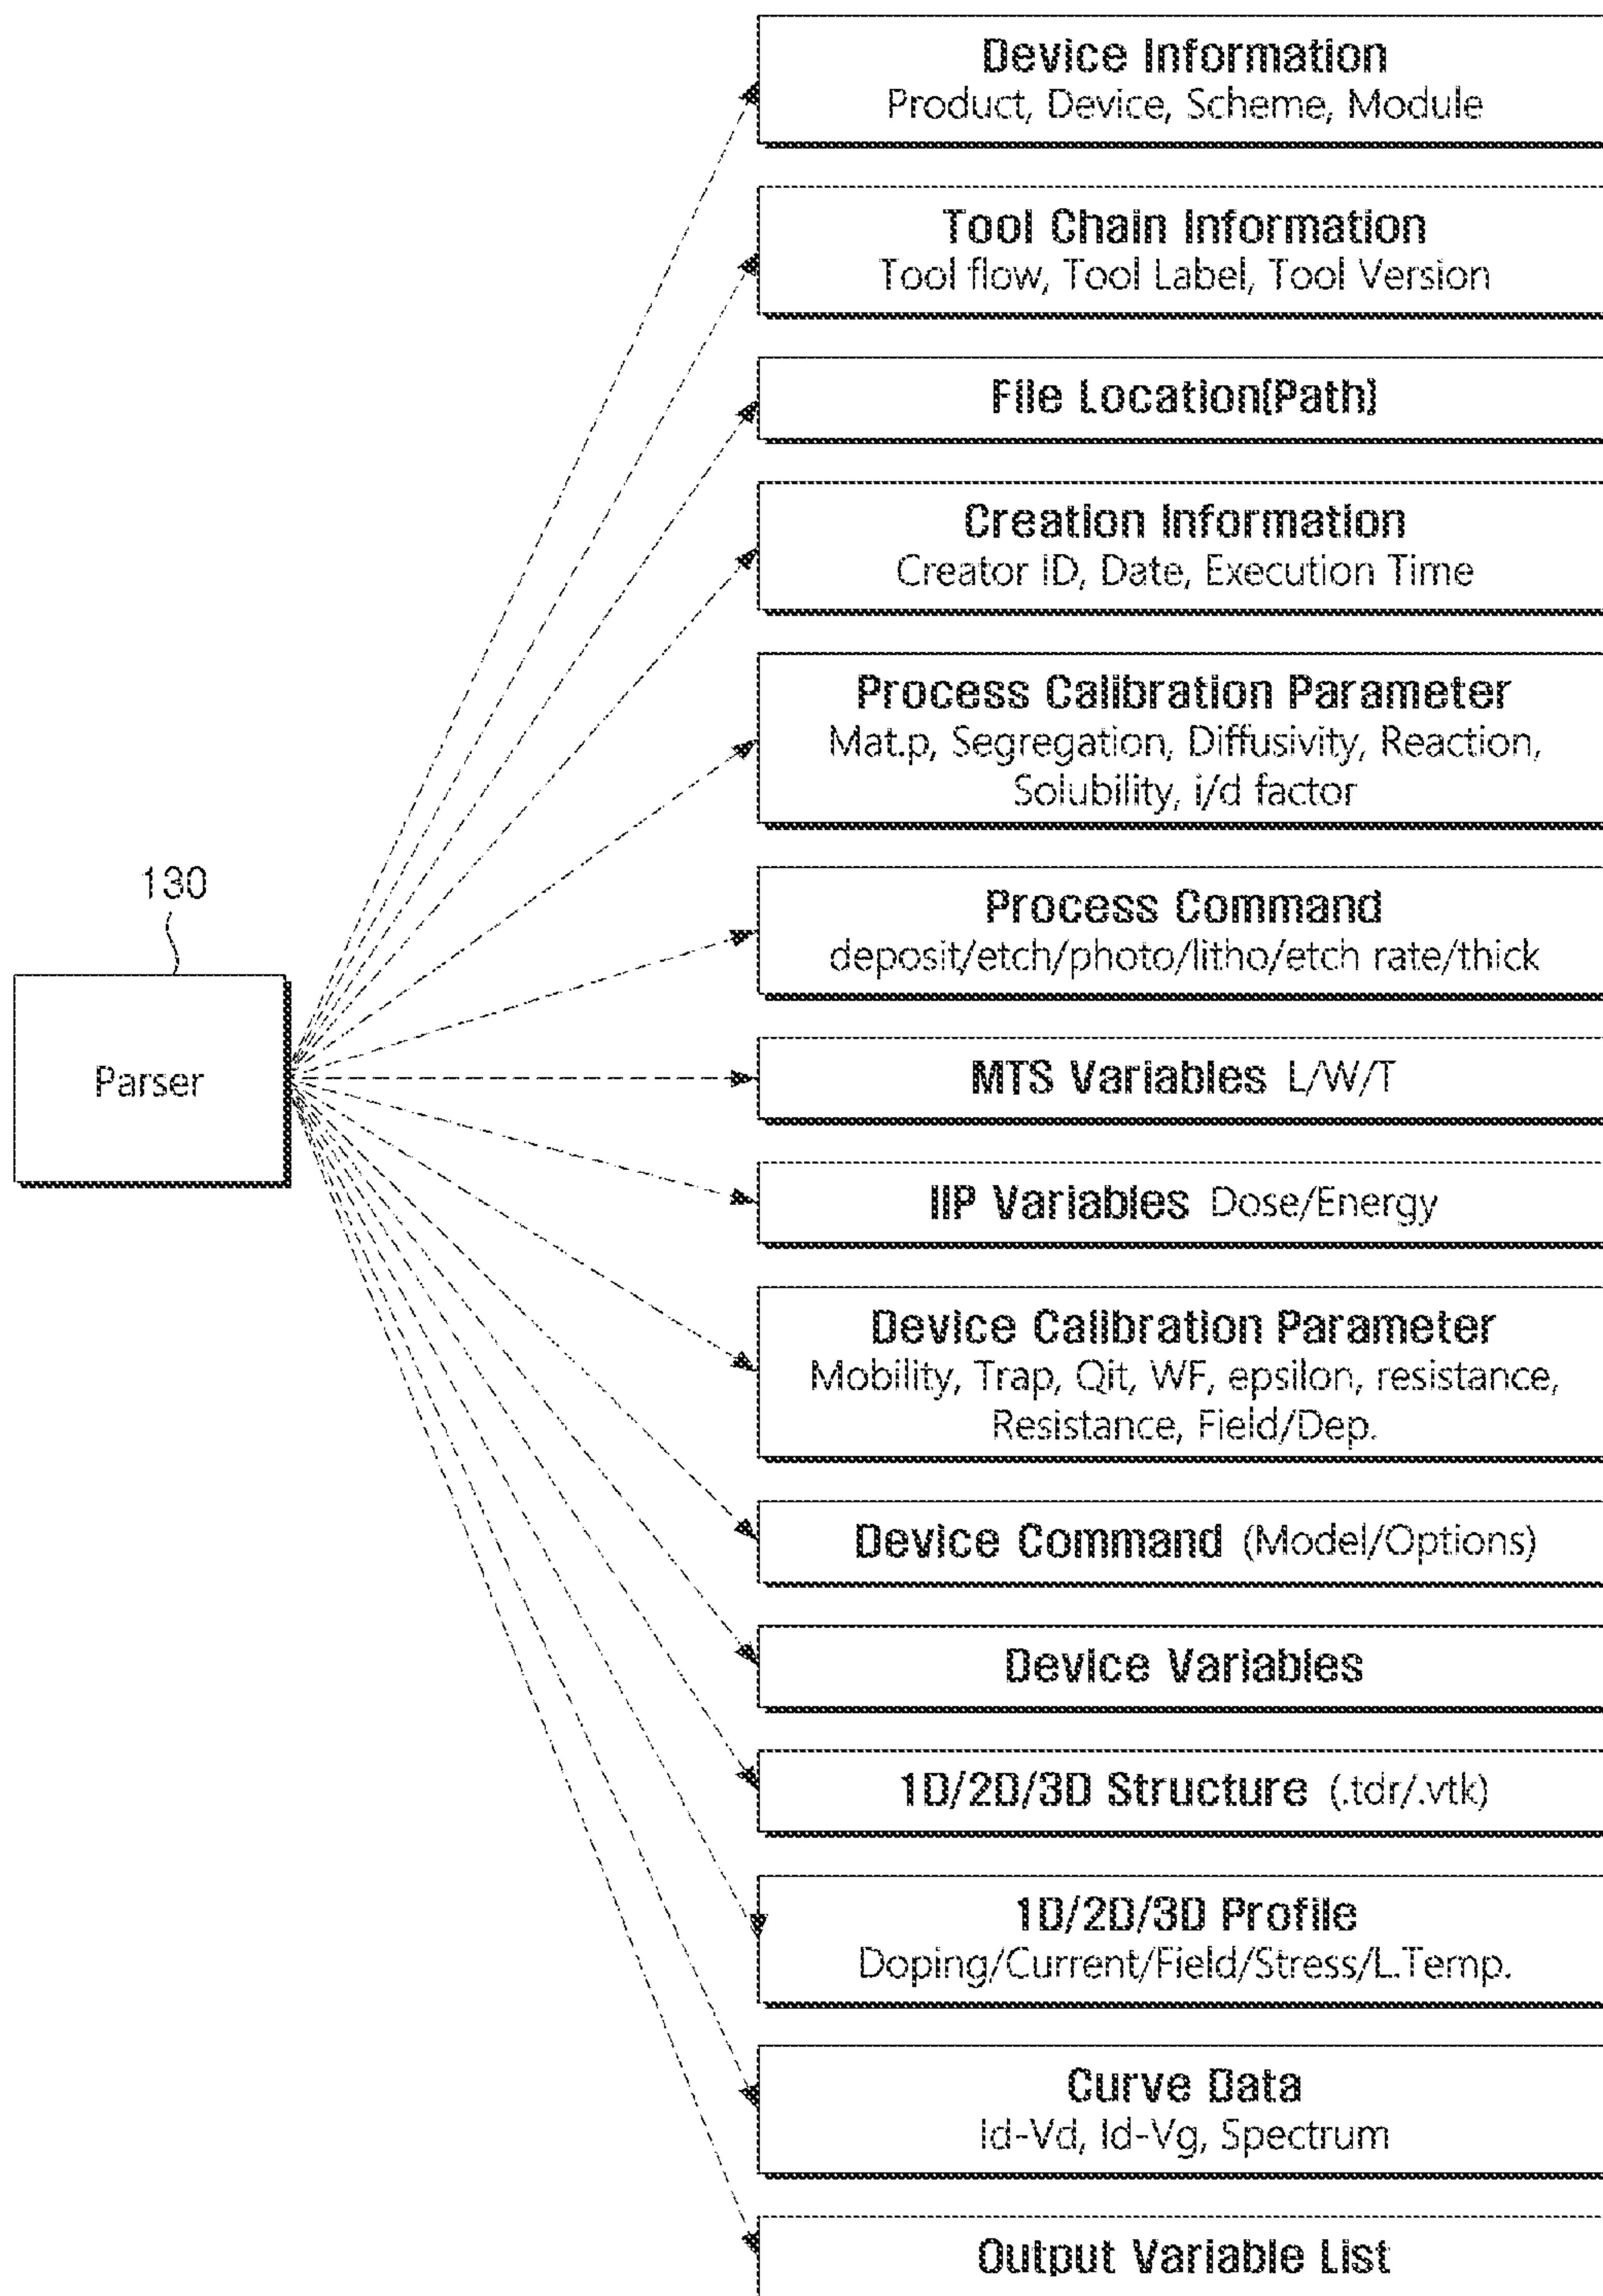 Device Information
Product, Device, Scheme, Module
Tool Chain Information
Tool flow, Tool Label, Tool Version
File Location(Path)
Creation Information
Creator ID, Date, Execution Time
Process Calibration Parameter
Mat.p, Segregation, Diffusivity, Reaction,
Solubility, i/d factor
130
Parser
Process Command
deposit/etch/photo/litho/etch rate/thick
MTS Variables L/W/T
IIP Variables Dose/Energy
Device Calibration Parameter
Mobility, Trap, Qit, WF, epsilon, resistance,
Resistance, Field/Dep.
Device Command (Model/Options)
Device Variables
1D/2D/3D Structure (.tdr/.vtk)
1D/2D/3D Profile
Doping/Current/Field/Stress/L.Temp.
Curve Data
Id-Vd, Id-Vg, Spectrum
Output Variable List